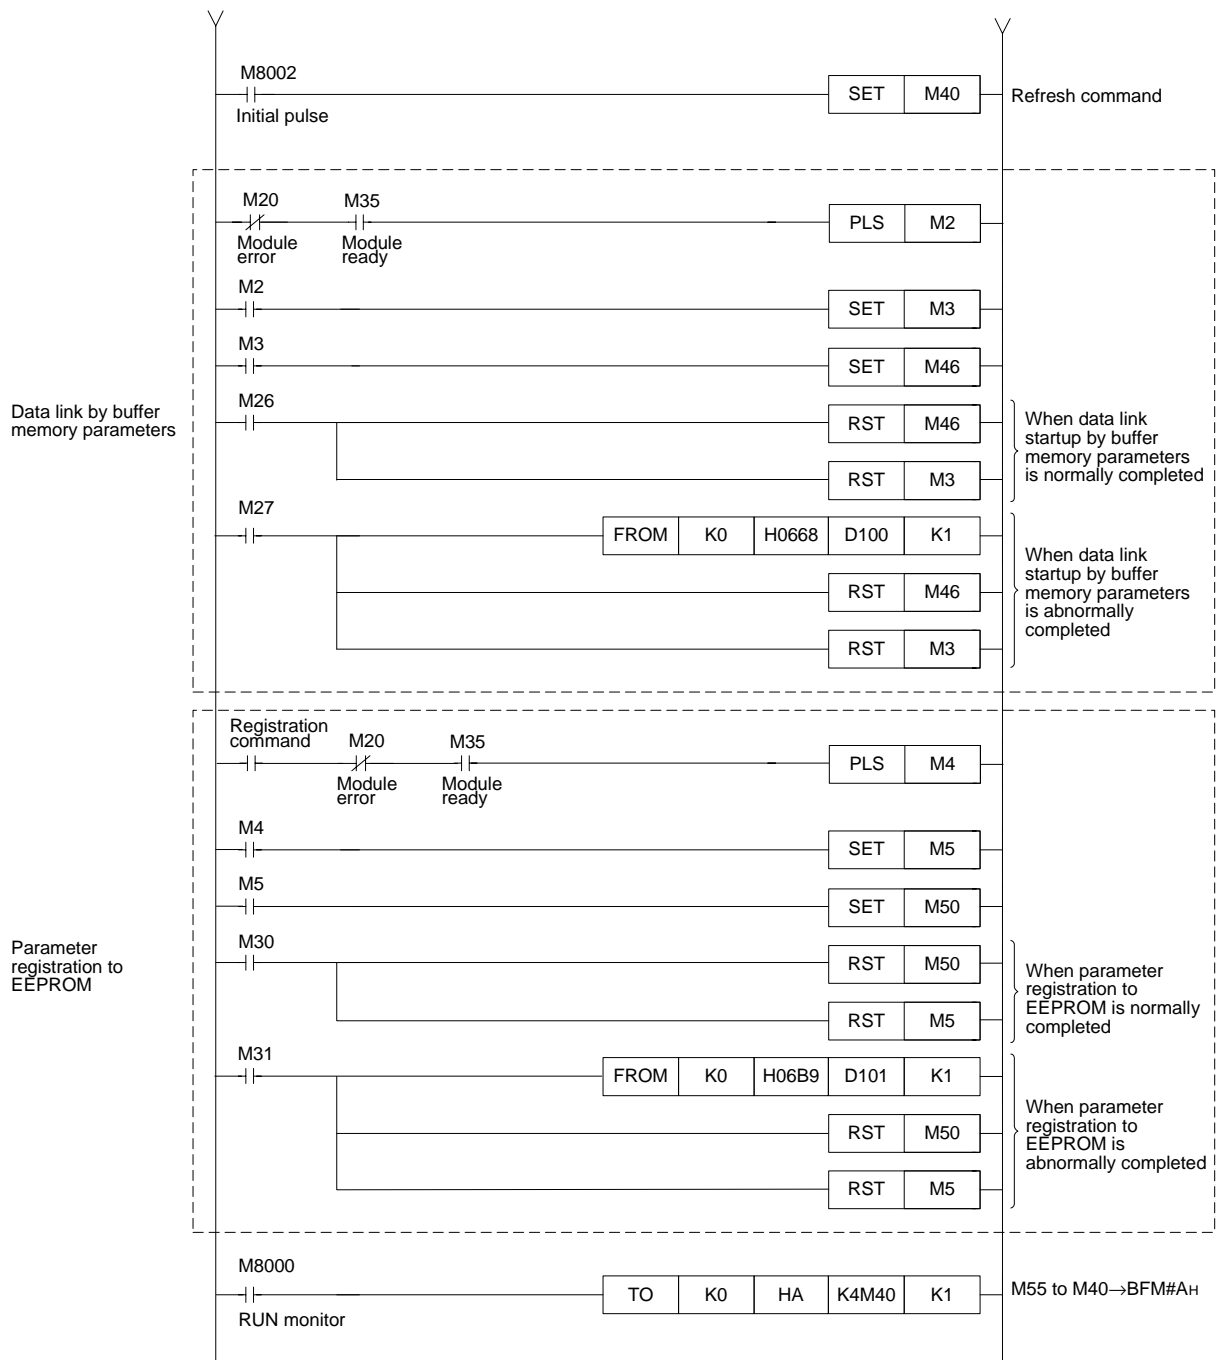 M8002
SET M40
Refresh command
Initial pulse
M20 M35
PLS M2
Module error
Module ready
M2
SET M3
M3
SET M46
Data link by buffer
memory parameters
M26
RST M46
RST M3
When data link
startup by buffer
memory parameters
is normally completed
M27
FROM K0 H0668 D100 K1
RST M46
RST M3
When data link
startup by buffer
memory parameters
is abnormally
completed
Registration
command
M20 M35
PLS M4
Module error
Module ready
M4
SET M5
M5
SET M50
Parameter
registration to
EEPROM
M30
RST M50
RST M5
When parameter
registration to
EEPROM is normally
completed
M31
FROM K0 H06B9 D101 K1
RST M50
RST M5
When parameter
registration to
EEPROM is
abnormally completed
M8000
TO K0 HA K4M40 K1
M55 to M40→BFM#AH
RUN monitor